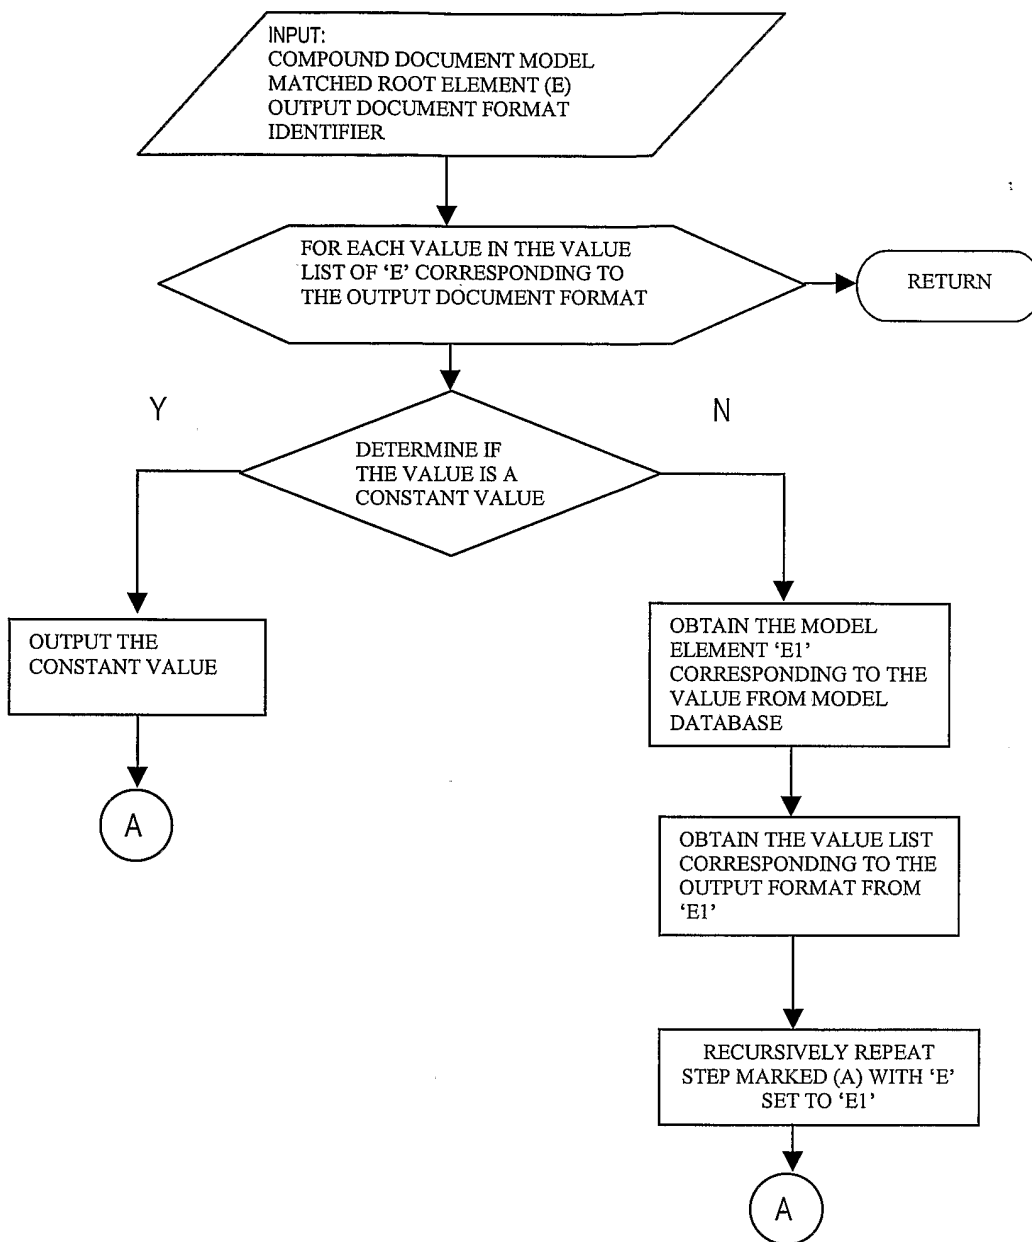 INPUT:
COMPOUND DOCUMENT MODEL
MATCHED ROOT ELEMENT (E)
OUTPUT DOCUMENT FORMAT
IDENTIFIER
FOR EACH VALUE IN THE VALUE
LIST OF ‘E’ CORRESPONDING TO
THE OUTPUT DOCUMENT FORMAT
RETURN
Y
N
DETERMINE IF
THE VALUE IS A
CONSTANT VALUE
OUTPUT THE
CONSTANT VALUE
A
OBTAIN THE MODEL
ELEMENT ‘E1’
CORRESPONDING TO THE
VALUE FROM MODEL
DATABASE
OBTAIN THE VALUE LIST
CORRESPONDING TO THE
OUTPUT FORMAT FROM
‘E1’
RECURSIVELY REPEAT
STEP MARKED (A) WITH ‘E’
SET TO ‘E1’
A